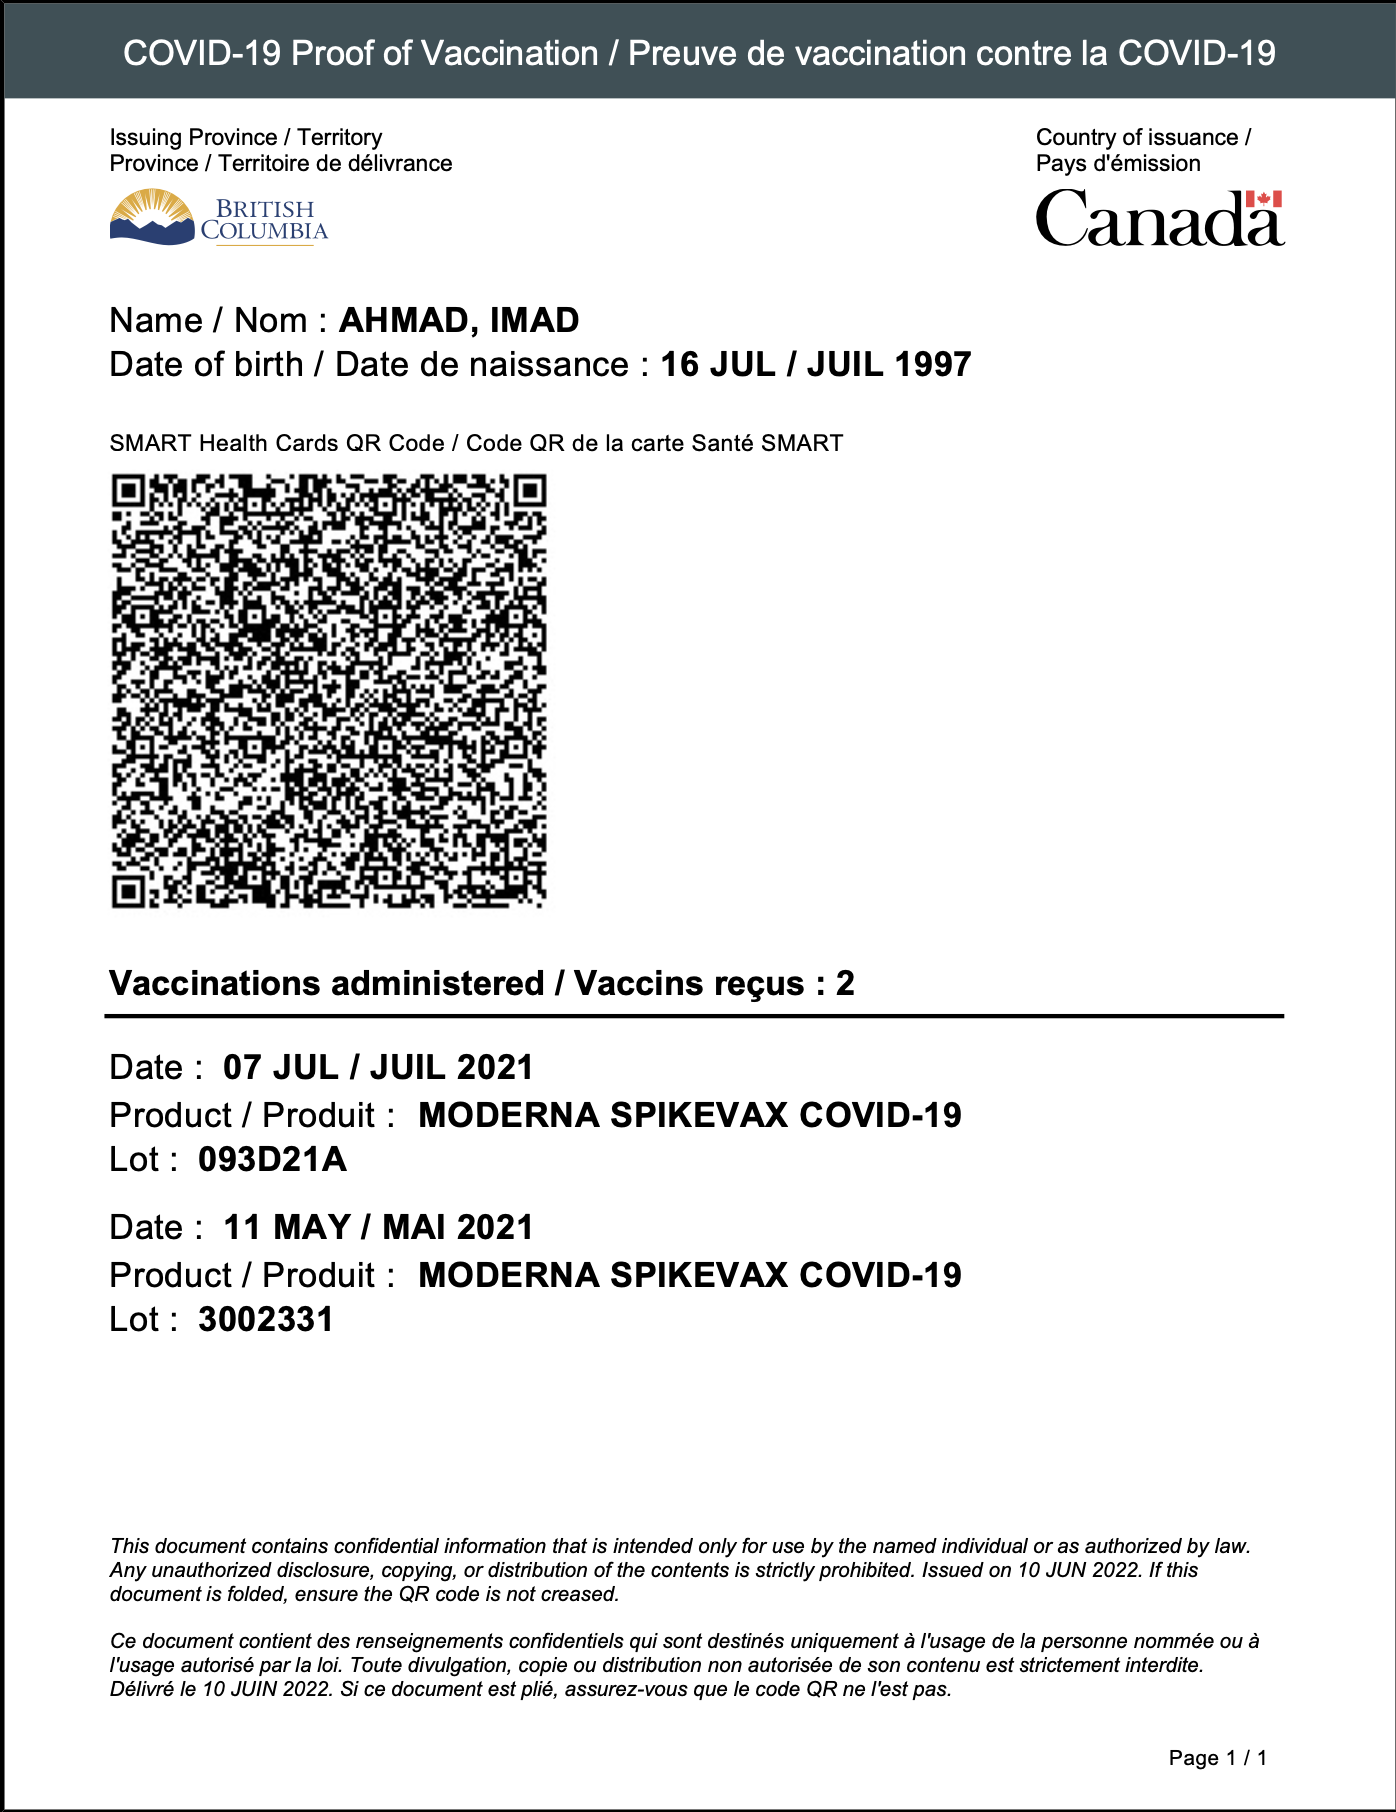 COVID-19 Proof of Vaccination / Preuve de vaccination contre la COVID-19
Issuing Province / Territory
Province / Territoire de délivrance
BRITISH
COLUMBIA
Country of issuance /
Pays d'émission
Canada
Name / Nom : AHMAD, IMAD
Date of birth / Date de naissance : 16 JUL / JUIL 1997
SMART Health Cards QR Code / Code QR de la carte Santé SMART
Vaccinations administered / Vaccins reçus : 2
Date : 07 JUL / JUIL 2021
Product / Produit : MODERNA SPIKEVAX COVID-19
Lot : 093D21A
Date : 11 MAY / MAI 2021
Product / Produit : MODERNA SPIKEVAX COVID-19
Lot : 3002331
This document contains confidential information that is intended only for use by the named individual or as authorized by law.
Any unauthorized disclosure, copying, or distribution of the contents is strictly prohibited. Issued on 10 JUN 2022. If this
document is folded, ensure the QR code is not creased.
Ce document contient des renseignements confidentiels qui sont destinés uniquement à l'usage de la personne nommée ou à
l'usage autorisé par la loi. Toute divulgation, copie ou distribution non autorisée de son contenu est strictement interdite.
Délivré le 10 JUIN 2022. Si ce document est plié, assurez-vous que le code QR ne l'est pas.
Page 1 / 1